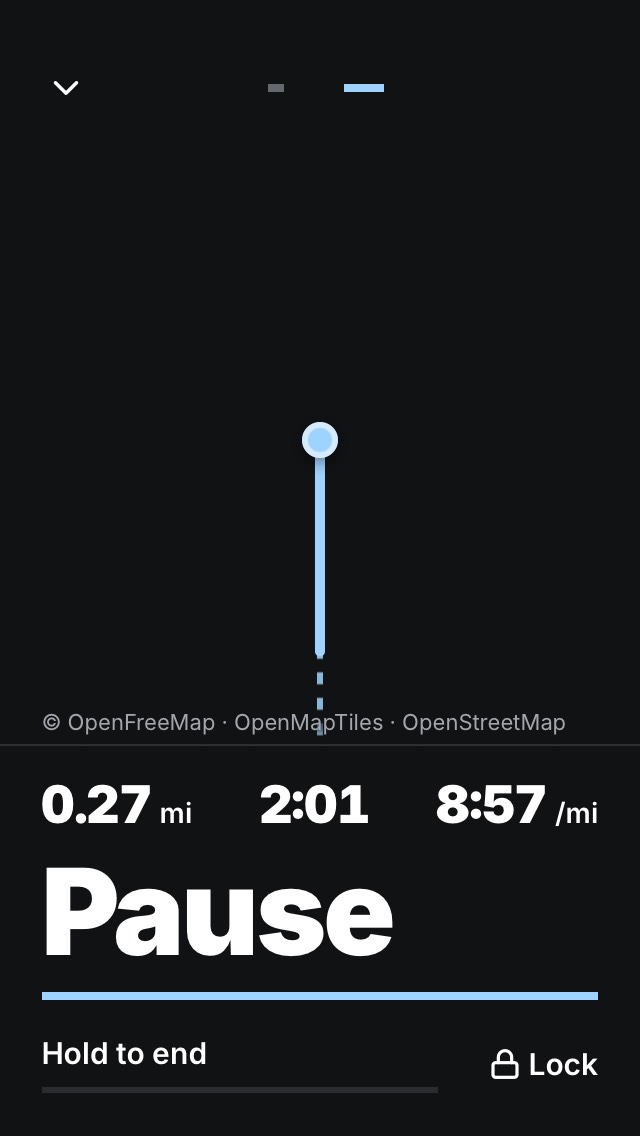 © OpenFreeMap · OpenMapTiles · OpenStreetMap
0.27 mi 2:01 8:57 /mi
Pause
Hold to end
Lock